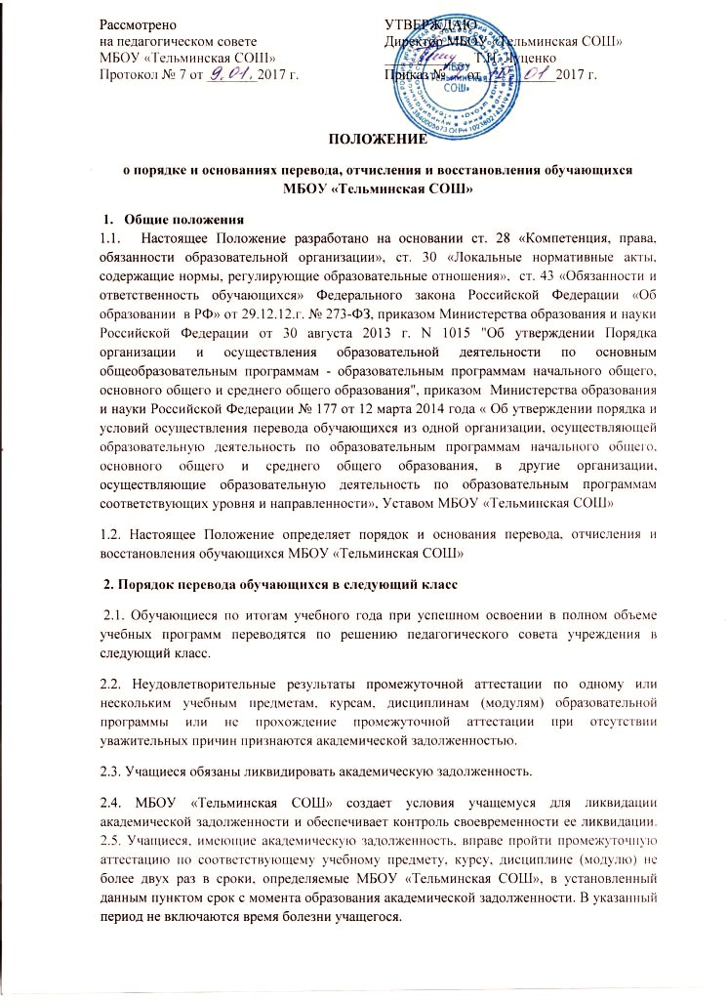 Рассмотрено
на педагогическом совете
МБОУ «Тельминская СОШ»
Протокол № 7 от 9.01. 2017 г.
УТВЕРЖДАЮ
Директор МБОУ «Тельминская СОШ»
Т.И. Луценко
Приказ № от 01 2017 г.
МБОУ
«Тельминская
СОШ»
ПОЛОЖЕНИЕ
о порядке и основаниях перевода, отчисления и восстановления обучающихся
МБОУ «Тельминская СОШ»
1. Общие положения
1.1. Настоящее Положение разработано на основании ст. 28 «Компетенция, права,
обязанности образовательной организации», ст. 30 «Локальные нормативные акты,
содержащие нормы, регулирующие образовательные отношения», ст. 43 «Обязанности и
ответственность обучающихся» Федерального закона Российской Федерации «Об
образовании в РФ» от 29.12.12.г. № 273-ФЗ, приказом Министерства образования и науки
Российской Федерации от 30 августа 2013 г. N 1015 "Об утверждении Порядка
организации и осуществления образовательной деятельности по основным
общеобразовательным программам - образовательным программам начального общего,
основного общего и среднего общего образования", приказом Министерства образования
и науки Российской Федерации № 177 от 12 марта 2014 года « Об утверждении порядка и
условий осуществления перевода обучающихся из одной организации, осуществляющей
образовательную деятельность по образовательным программам начального общего,
основного общего и среднего общего образования, в другие организации,
осуществляющие образовательную деятельность по образовательным программам
соответствующих уровня и направленности», Уставом МБОУ «Тельминская СОШ»
1.2. Настоящее Положение определяет порядок и основания перевода, отчисления и
восстановления обучающихся МБОУ «Тельминская СОШ»
2. Порядок перевода обучающихся в следующий класс
2.1. Обучающиеся по итогам учебного года при успешном освоении в полном объеме
учебных программ переводятся по решению педагогического совета учреждения в
следующий класс.
2.2. Неудовлетворительные результаты промежуточной аттестации по одному или
нескольким учебным предметам, курсам, дисциплинам (модулям) образовательной
программы или не прохождение промежуточной аттестации при отсутствии
уважительных причин признаются академической задолженностью.
2.3. Учащиеся обязаны ликвидировать академическую задолженность.
2.4. МБОУ «Тельминская СОШ» создает условия учащемуся для ликвидации
академической задолженности и обеспечивает контроль своевременности ее ликвидации.
2.5. Учащиеся, имеющие академическую задолженность, вправе пройти промежуточную
аттестацию по соответствующему учебному предмету, курсу, дисциплине (модулю) не
более двух раз в сроки, определяемые МБОУ «Тельминская СОШ», в установленный
данным пунктом срок с момента образования академической задолженности. В указанный
период не включаются время болезни учащегося.